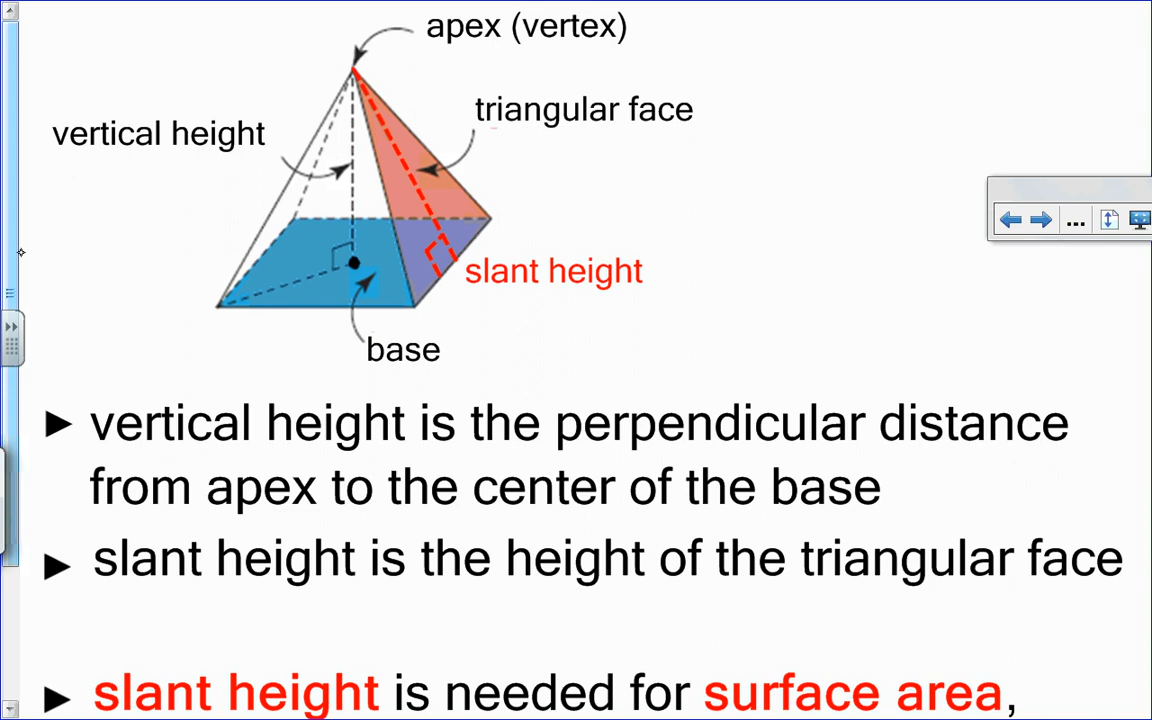 apex (vertex)
triangular face
vertical height
slant height
base
vertical height is the perpendicular distance
from apex to the center of the base
slant height is the height of the triangular face
slant height is needed for surface area,